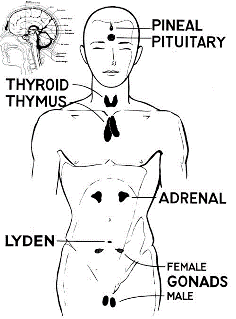 PINEAL
PITUITARY
THYROID
THYMUS
ADRENAL
LYDEN
FEMALE
GONADS
MALE